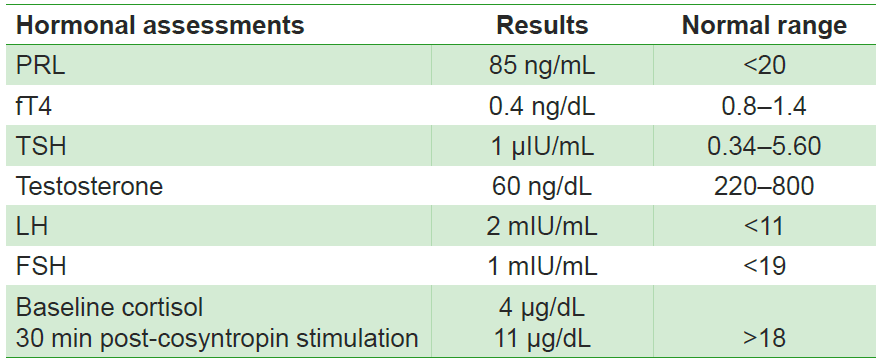 Hormonal assessments Results Normal range
PRL 85 ng/mL <20
fT4 0.4 ng/dL 0.8–1.4
TSH 1 μIU/mL 0.34–5.60
Testosterone 60 ng/dL 220–800
LH 2 mIU/mL <11
FSH 1 mIU/mL <19
Baseline cortisol 4 μg/dL
30 min post-cosyntropin stimulation 11 μg/dL >18